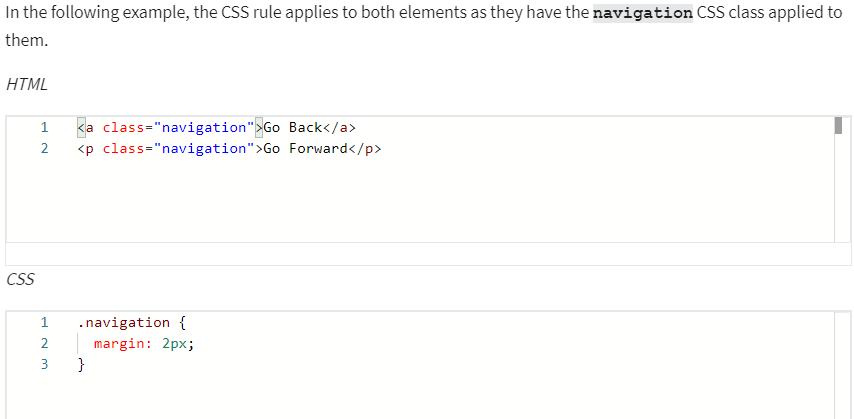 In the following example, the CSS rule applies to both elements as they have the navigation CSS class applied to
them.
HTML
1 <a class="navigation">Go Back</a>
2 <p class="navigation">Go Forward</p>
CSS
1 .navigation {
2 margin: 2px;
3 }